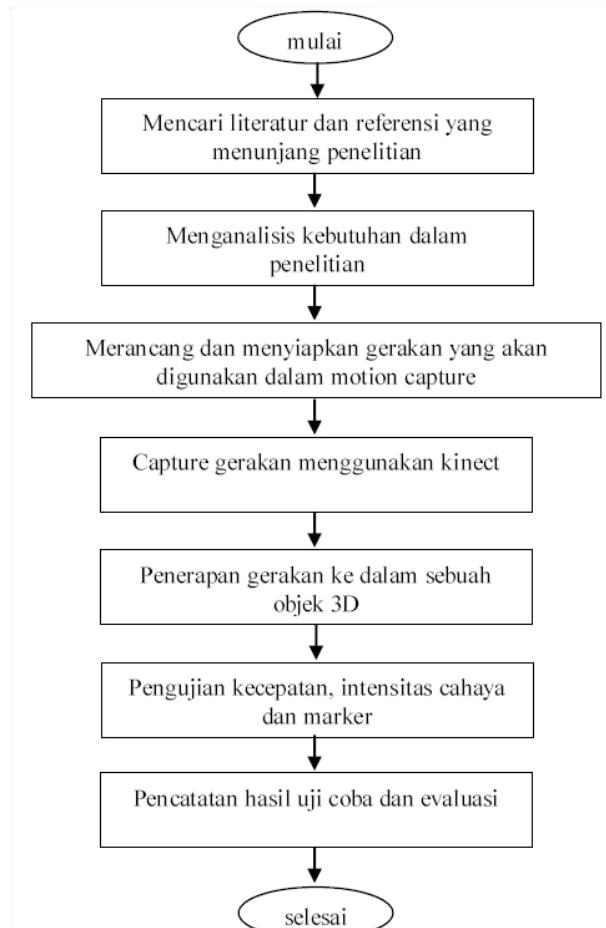 mulai
Mencari literatur dan referensi yang
menunjang penelitian
Menganalisis kebutuhan dalam
penelitian
Merancang dan menyiapkan gerakan yang akan
digunakan dalam motion capture
Capture gerakan menggunakan kinect
Penerapan gerakan ke dalam sebuah
objek 3D
Pengujian kecepatan, intensitas cahaya
dan marker
Pencatatan hasil uji coba dan evaluasi
selesai